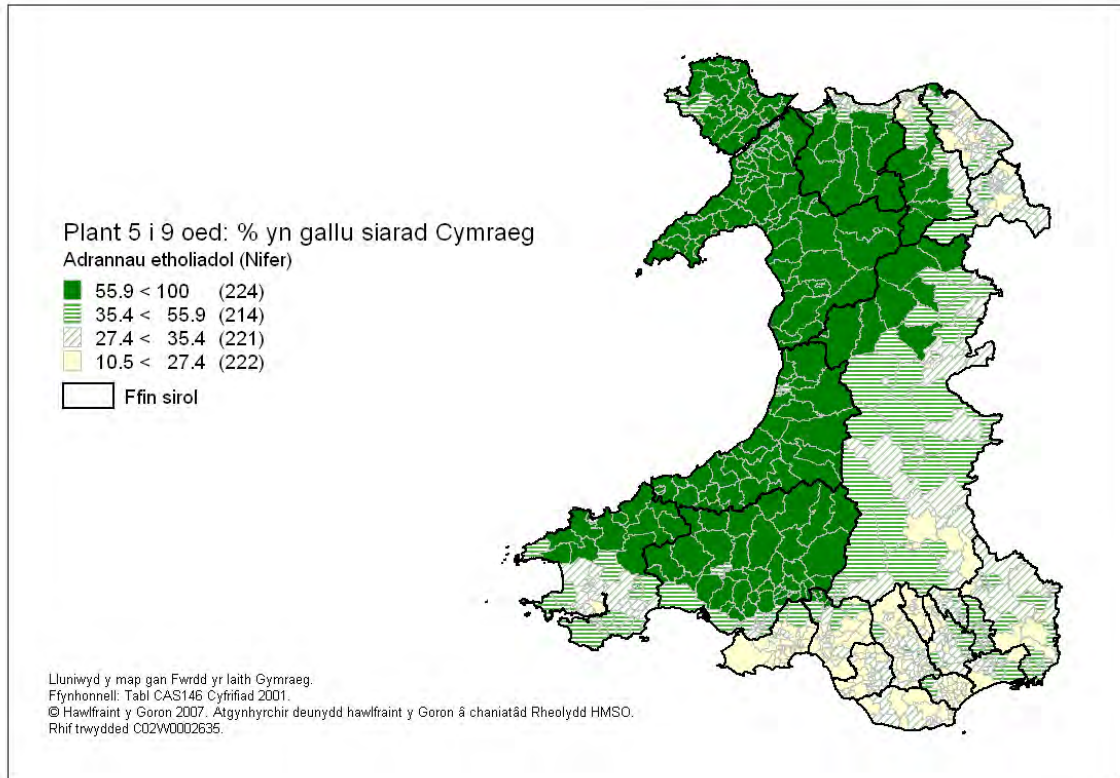 Plant 5 i 9 oed: % yn gallu siarad Cymraeg
Adrannau etholiadol (Nifer)
55.9 < 100 (224)
35.4 < 55.9 (214)
27.4 < 35.4 (221)
10.5 < 27.4 (222)
Ffin sirol
Lluniwyd y map gan Fwrdd yr Iaith Gymraeg.
Ffynhonnell: Tabl CAS146 Cyfrifiad 2001.
© Hawlfraint y Goron 2007. Atgynhyrchir deunydd hawlfraint y Goron â chaniatâd Rheolydd HMSO.
Rhif trwydded C02W0002635.